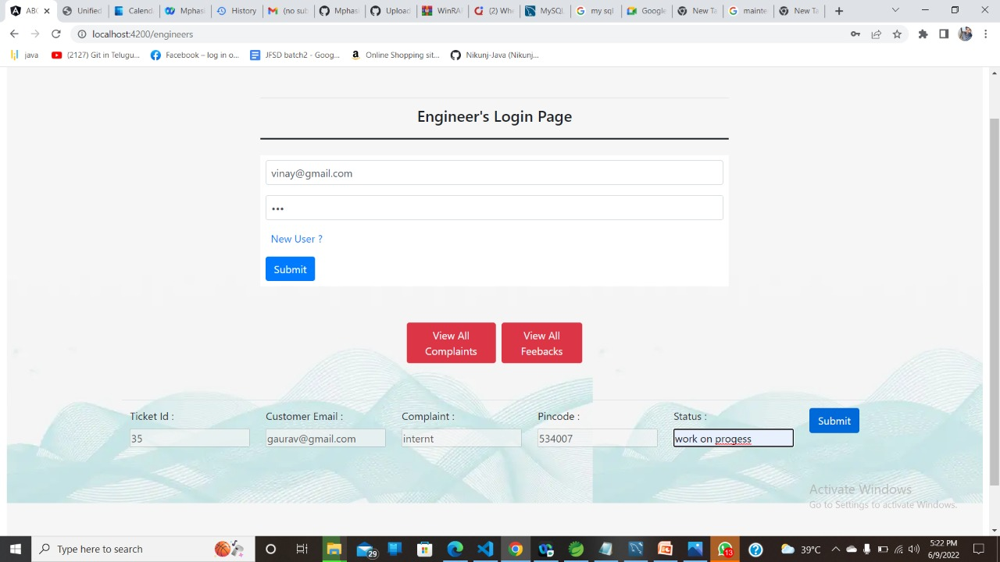 ABC
Unified
Calend
Mphas
History
(no sub
Mphasi
Upload
WinAV
(2) Whe
MySQL
my sql
Google
New Ta
mainte
New Ta
localhost:4200/engineers
java
(2127) Git in Telugu...
Facebook – log in o...
JFSD batch2 - Goog...
Online Shopping sit...
Nikunj-Java (Nikunj...
Engineer's Login Page
vinay@gmail.com
•••
New User ?
Submit
View All
Complaints
View All
Feebacks
Ticket Id :
Customer Email :
Complaint :
Pincode :
Status :
Submit
35
gaurav@gmail.com
internt
534007
work on progess
Activate Windows
Go to Settings to activate Windows.
Type here to search
29
13
39°C
5:22 PM
6/9/2022